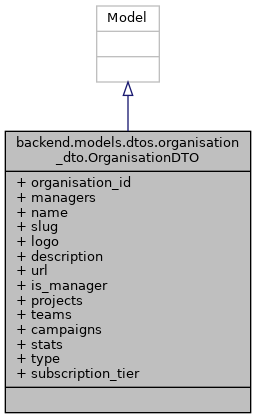 Model
backend.models.dtos.organisation
_dto.OrganisationDTO
+ organisation_id
+ managers
+ name
+ slug
+ logo
+ description
+ url
+ is_manager
+ projects
+ teams
+ campaigns
+ stats
+ type
+ subscription_tier